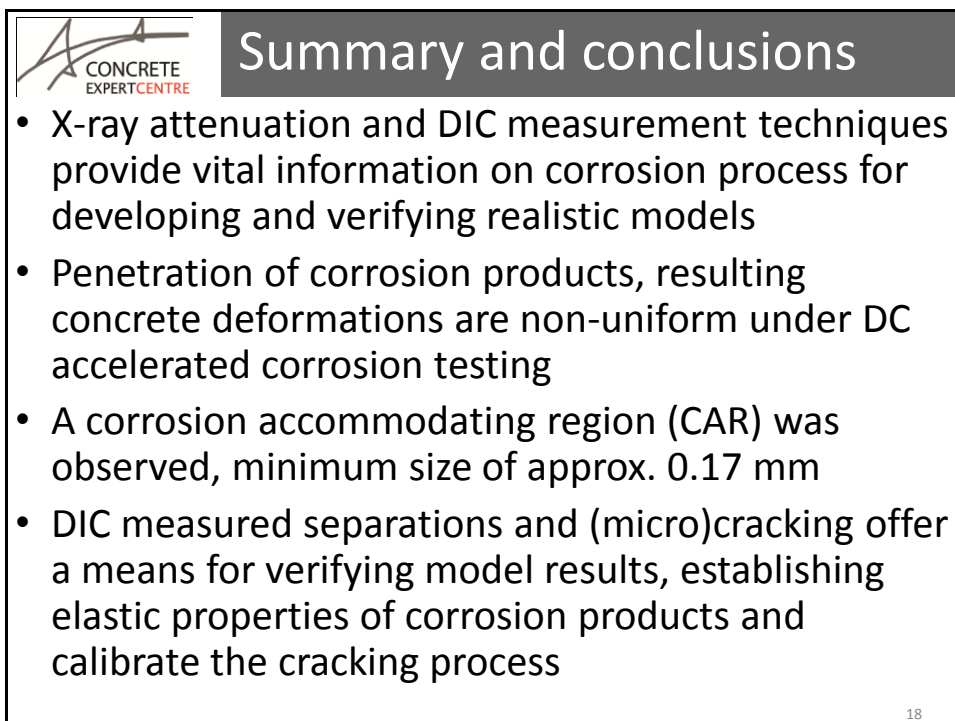 CONCRETE
EXPERTCENTRE
Summary and conclusions
• X-ray attenuation and DIC measurement techniques
provide vital information on corrosion process for
developing and verifying realistic models
• Penetration of corrosion products, resulting
concrete deformations are non-uniform under DC
accelerated corrosion testing
• A corrosion accommodating region (CAR) was
observed, minimum size of approx. 0.17 mm
• DIC measured separations and (micro)cracking offer
a means for verifying model results, establishing
elastic properties of corrosion products and
calibrate the cracking process
18